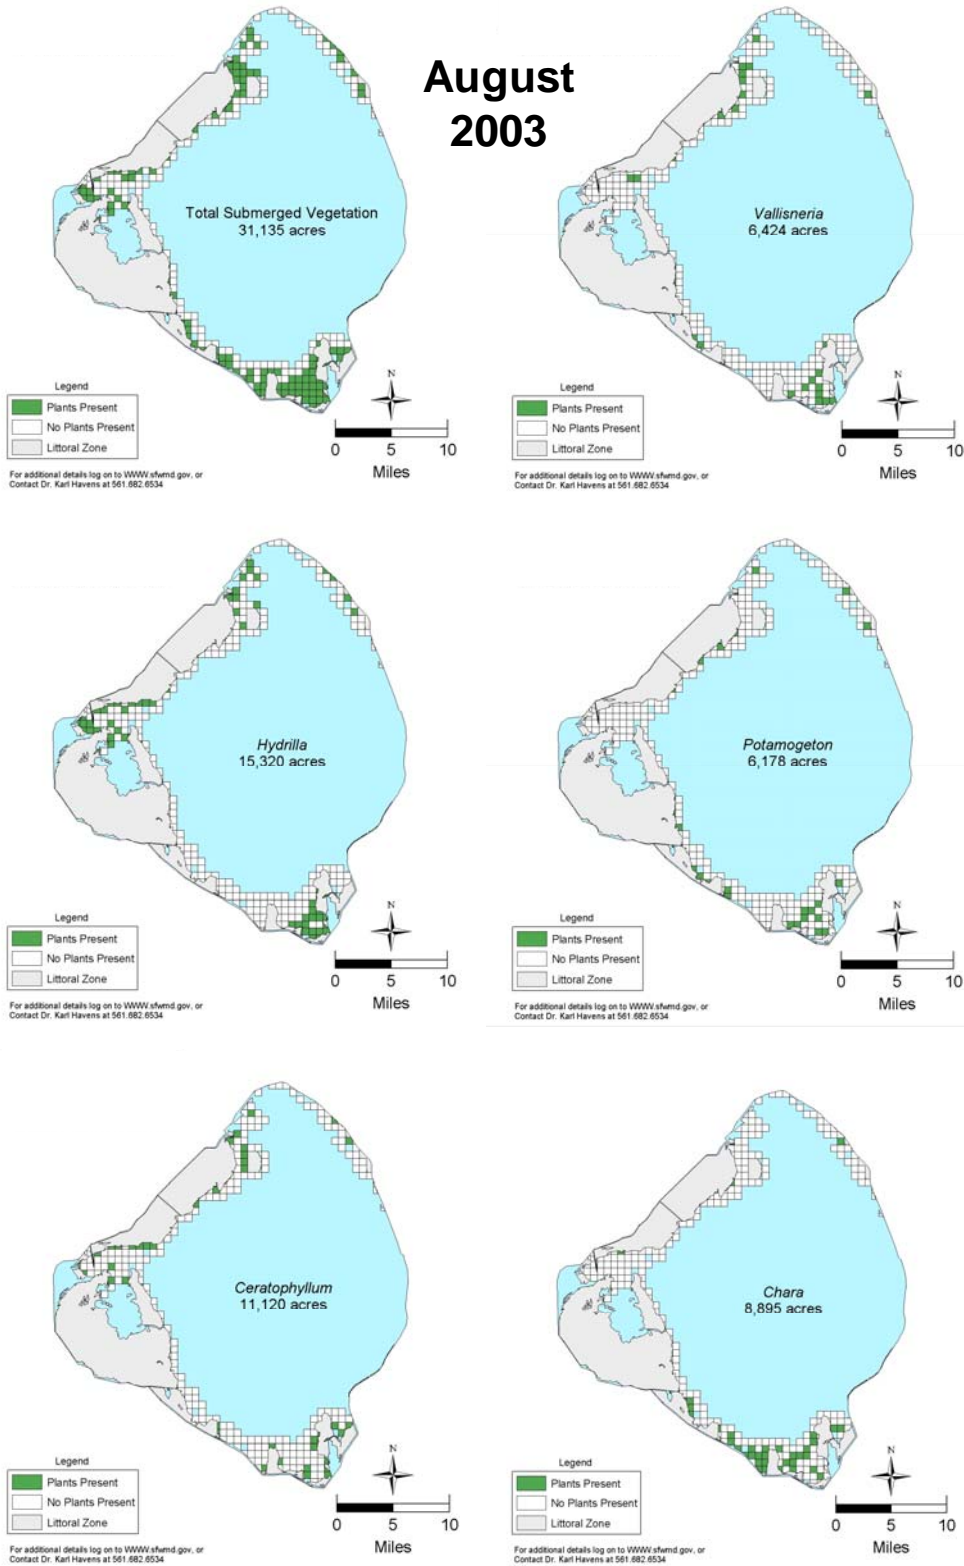 August
2003
Total Submerged Vegetation
31,135 acres
Legend
Plants Present
No Plants Present
Littoral Zone
For additional details log on to WWW.sfwmd.gov, or
Contact Dr. Karl Havens at 561.682.6534
N
0 5 10
Miles
Vallisneria
6,424 acres
Legend
Plants Present
No Plants Present
Littoral Zone
For additional details log on to WWW.sfwmd.gov, or
Contact Dr. Karl Havens at 561.682.6534
N
0 5 10
Miles
Hydrilla
15,320 acres
Legend
Plants Present
No Plants Present
Littoral Zone
For additional details log on to WWW.sfwmd.gov, or
Contact Dr. Karl Havens at 561.682.6534
N
0 5 10
Miles
Potamogeton
6,178 acres
Legend
Plants Present
No Plants Present
Littoral Zone
For additional details log on to WWW.sfwmd.gov, or
Contact Dr. Karl Havens at 561.682.6534
N
0 5 10
Miles
Ceratophyllum
11,120 acres
Legend
Plants Present
No Plants Present
Littoral Zone
For additional details log on to WWW.sfwmd.gov, or
Contact Dr. Karl Havens at 561.682.6534
N
0 5 10
Miles
Chara
8,895 acres
Legend
Plants Present
No Plants Present
Littoral Zone
For additional details log on to WWW.sfwmd.gov, or
Contact Dr. Karl Havens at 561.682.6534
N
0 5 10
Miles